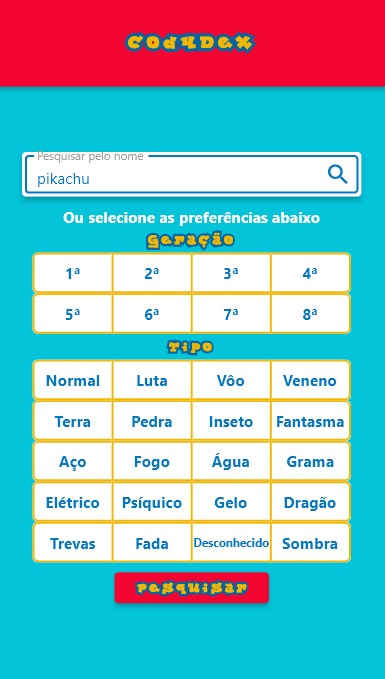 CODYDEX
Pesquisar pelo nome
pikachu
Ou selecione as preferências abaixo
Geração
1ª 2ª 3ª 4ª
5ª 6ª 7ª 8ª
Tipo
Normal Luta Vôo Veneno
Terra Pedra Inseto Fantasma
Aço Fogo Água Grama
Elétrico Psíquico Gelo Dragão
Trevas Fada Desconhecido Sombra
Pesquisar